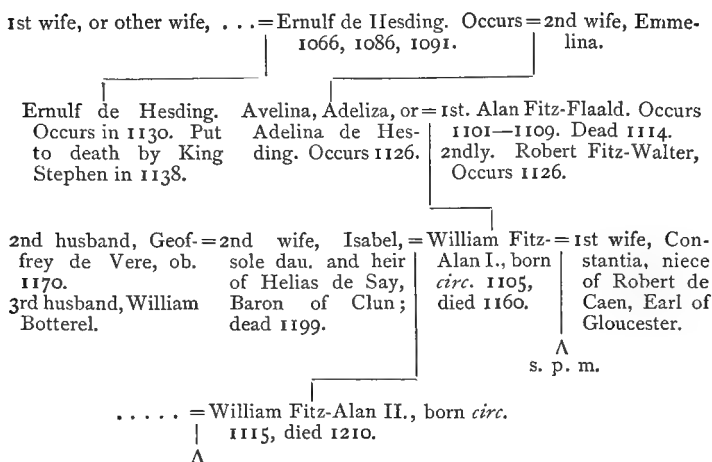 1st wife, or other wife, . . . = Ernulf de Hesding. Occurs = 2nd wife, Emme-
1066, 1086, 1091. lina.
Ernulf de Hesding. Avelina, Adeliza, or = 1st. Alan Fitz-Flaald. Occurs
Occurs in 1130. Put Adelina de Hes- 1101—1109. Dead 1114.
to death by King ding. Occurs 1126. 2ndly. Robert Fitz-Walter,
Stephen in 1138. Occurs 1126.
2nd husband, Geof- = 2nd wife, Isabel, = William Fitz- = 1st wife, Con-
frey de Vere, ob. sole dau. and heir Alan I., born stantia, niece
1170. of Helias de Say, circ. 1105, of Robert de
3rd husband, William Baron of Clun; died 1160. Caen, Earl of
Botterel. dead 1199. Gloucester.
s. p. m.
. . . . . = William Fitz-Alan II., born circ.
1115, died 1210.